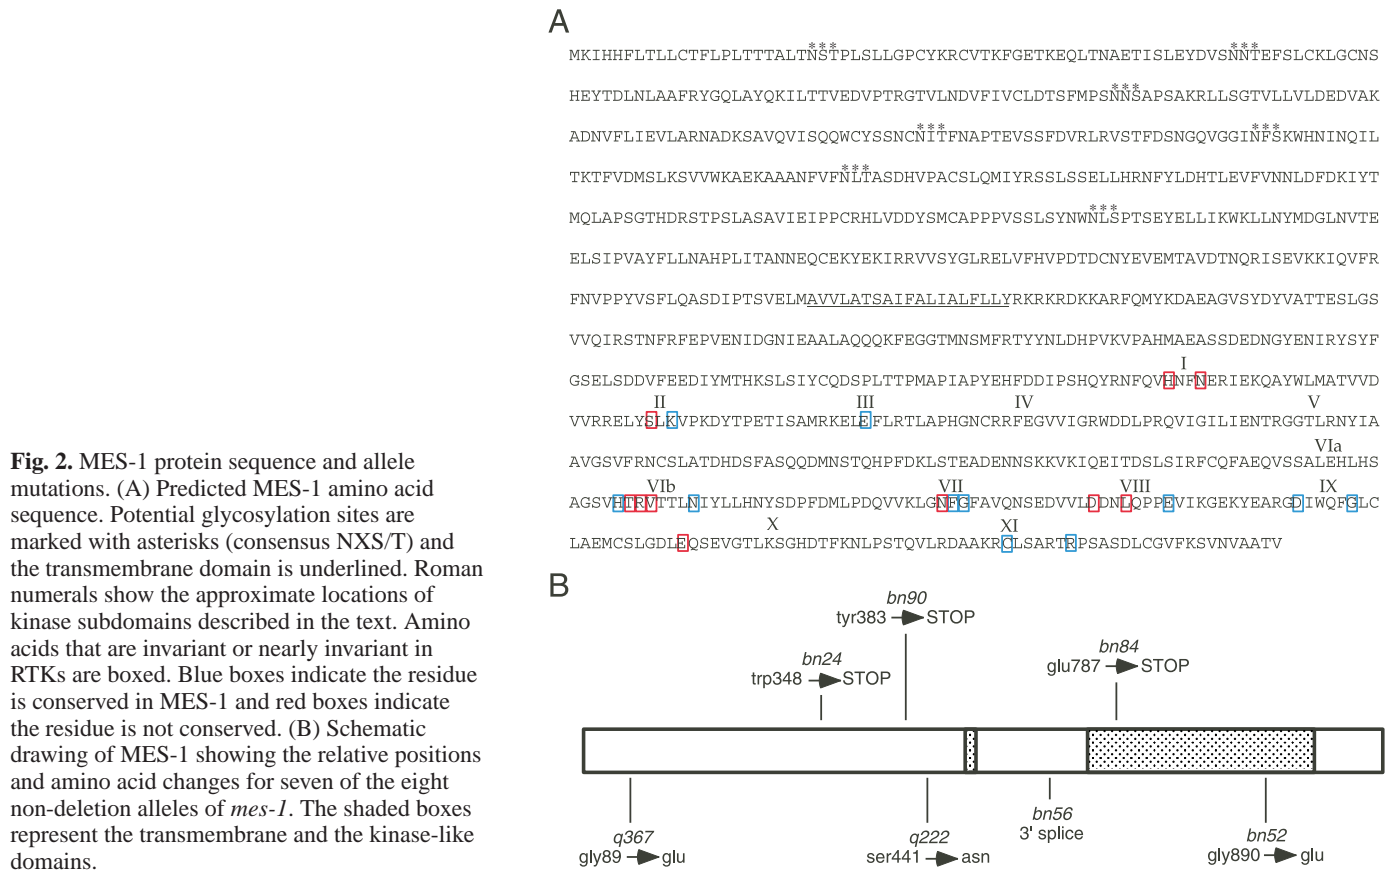 A
*** ***
MKIHHFLTLLCTFLPLTTTALTNSTPLSLLGPCYKRCVTKFGETKEQLTNAETISLEYDVSNNTEFSLCKLGCNS
***
HEYTDLNLAAFRYGQLAYQKILTTVEDVPTRGTVLNDVFIVCLDTSFMPSNNSAPSAKRLLSGTVLLVLDEDVAK
*** ***
ADNVFLIEVLARNADKSAVQVISQQWCYSSNCNITFNAPTEVSSFDVRLRVSTFDSNGQVGGINFSKWHNINQIL
***
TKTFVDMSLKSVVWKAEKAAANFVFNLTASDHVPACSLQMIYRSSLSSELLHRNFYLDHTLEVFVNNLDFDKIYT
***
MQLAPSGTHDRSTPSLASAVIEIPPCRHLVDDYSMCAPPPVSSLSYNWNLSPTSEYELLIKWKLLNYMDGLNVTE
ELSIPVAYFLLNAHPLITANNEQCEKYEKIRRVVSYGLRELVFHVPDTDCNYEVEMTAVDTNQRISEVKKIQVFR
FNVPPYVSFLQASDIPTSVELMAVVLATSAIFALIALFLLYRKRKRDKKARFQMYKDAEAGVSYDYVATTESLGS
VVQIRSTNFRFEPVENIDGNIEAALAQQQKFEGGTMNSMFRTYYNLDHPVKVPAHMAEASSDEDNGYENIRYSYF
I
GSELSDDVFEEDIYMTHKSLSIYCQDSPLTTPMAPIAPYEHFDDIPSHQYRNFQVHNFNERIEKQAYWLMATVVD
II III IV V
VVRRELYSLKVPKDYTPETISAMRKELEFLRTLAPHGNCRRFEGVVIGRWDDLPRQVIGILIENTRGGTLRNYIA
VIa
AVGSVFRNCSLATDHDSFASQQDMNSTQHPFDKLSTEADENNSKKVKIQEITDSLSIRFCQFAEQVSSALEHLHS
VIb VII VIII IX
AGSVHTRVTTLNIYLLHNYSDPFDMLPDQVVKLGNFGFAVQNSEDVVLDDNLQPPEVIKGEKYEARGDIWQFGLC
X XI
LAEMCSLGDLEQSEVGTLKSGHDTFKNLPSTQVLRDAAKRCLSARTRPSASDLCGVFKSVNVAATV
Fig. 2. MES-1 protein sequence and allele
mutations. (A) Predicted MES-1 amino acid
sequence. Potential glycosylation sites are
marked with asterisks (consensus NXS/T) and
the transmembrane domain is underlined. Roman
numerals show the approximate locations of
kinase subdomains described in the text. Amino
acids that are invariant or nearly invariant in
RTKs are boxed. Blue boxes indicate the residue
is conserved in MES-1 and red boxes indicate
the residue is not conserved. (B) Schematic
drawing of MES-1 showing the relative positions
and amino acid changes for seven of the eight
non-deletion alleles of mes-1. The shaded boxes
represent the transmembrane and the kinase-like
domains.
B
bn90
tyr383 STOP
bn24
trp348 STOP
bn84
glu787 STOP
q367
gly89 glu
q222
ser441 asn
bn56
3' splice
bn52
gly890 glu